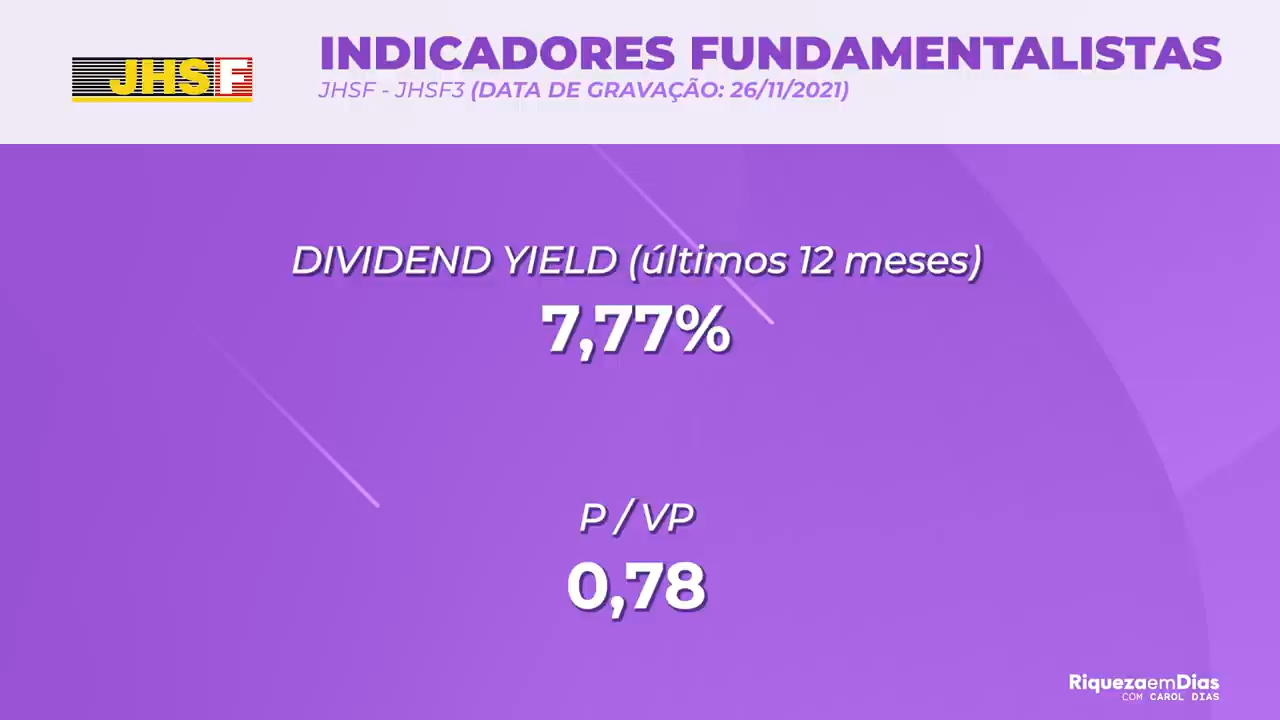 JHSF
INDICADORES FUNDAMENTALISTAS
JHSF - JHSF3 (DATA DE GRAVAÇÃO: 26/11/2021)
DIVIDEND YIELD (últimos 12 meses)
7,77%
P / VP
0,78
RiquezaemDias
COM CAROL DIAS